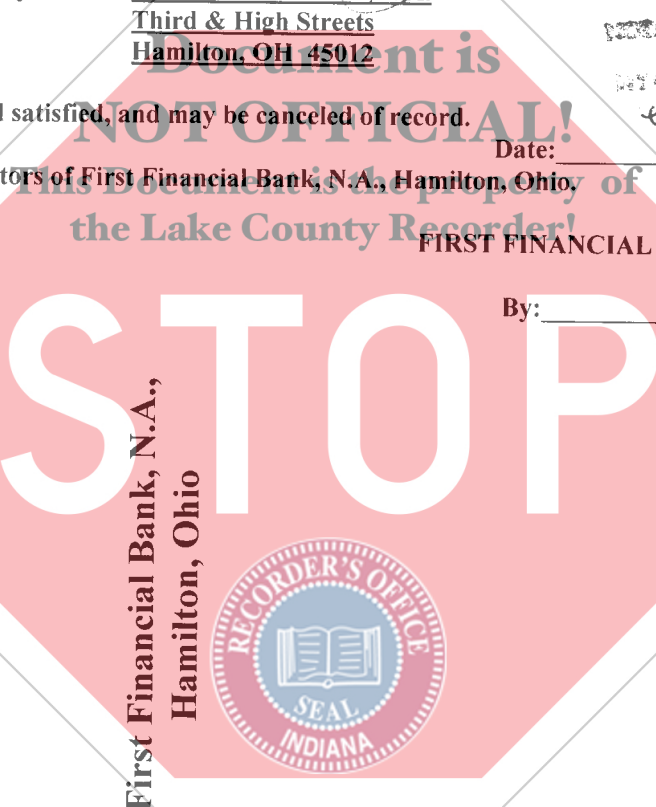 Third & High Streets
Hamilton, OH 45012
Document is
satisfied, and may be canceled of record.
NOT OFFICIAL!
Date:
tors of First Financial Bank, N.A., Hamilton, Ohio.
This Document is the property of
the Lake County Recorder!
FIRST FINANCIAL
By:
STOP
First Financial Bank, N.A.,
Hamilton, Ohio
RECORDER'S OFFICE
SEAL
INDIANA